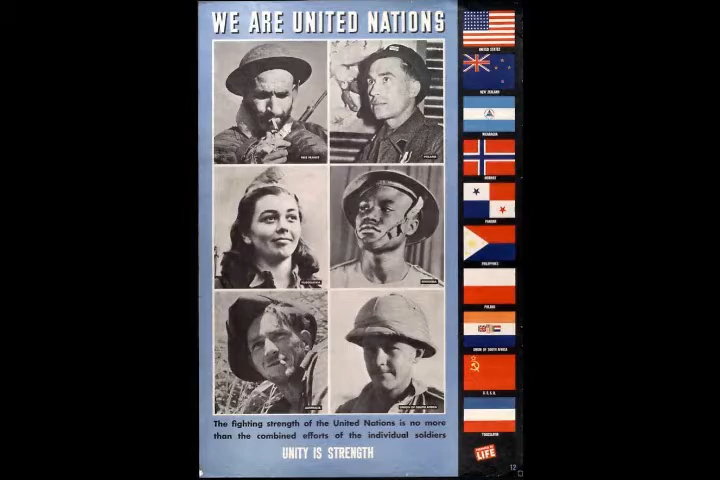 WE ARE UNITED NATIONS
FREE FRANCE
POLAND
YUGOSLAVIA
AUSTRALIA
UNION OF SOUTH AFRICA
The fighting strength of the United Nations is no more
than the combined efforts of the individual soldiers
UNITY IS STRENGTH
UNITED STATES
NEW ZEALAND
NICARAGUA
NORWAY
PANAMA
PHILIPPINES
POLAND
UNION OF SOUTH AFRICA
U.S.S.R.
YUGOSLAVIA
LIFE
12